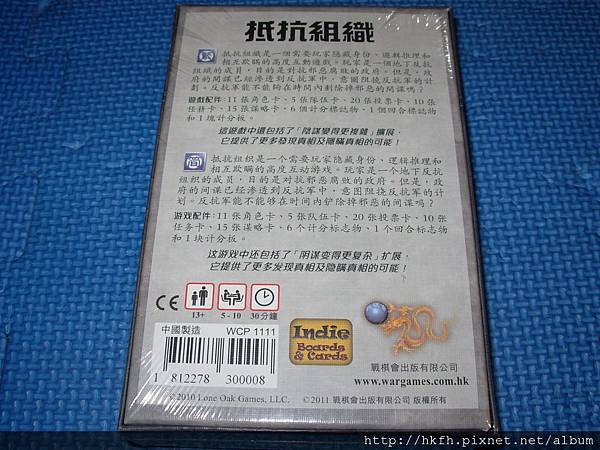 抵抗組織
繁 抵抗組織是一個需要玩家隱藏身份、邏輯推理和
相互欺瞞的高度互動遊戲。玩家是一個地下反抗
組織的成員，目的是對抗邪惡腐敗的政府。但是，政
府的間諜已經滲透到反抗軍中，意圖阻撓反抗軍的計
劃。反抗軍能不能夠在時間內剷除掉邪惡的間諜嗎？
遊戲配件：11 張角色卡、5 張隊伍卡、20 張投票卡、10 張
任務卡、15 張謀略卡、6 個計分標誌物、1 個回合標誌物
和 1 塊計分板。
這遊戲中還包括了「陰謀變得更複雜」擴展，
它提供了更多發現真相及隱瞞真相的可能！
简 抵抗组织是一个需要玩家隐藏身份、逻辑推理和
相互欺瞒的高度互动游戏。玩家是一个地下反抗
组织的成员，目的是对抗邪恶腐败的政府。但是，政
府的间谍已经渗透到反抗军中，意图阻挠反抗军的计
划。反抗军能不能够在时间内铲除掉邪恶的间谍吗？
游戏配件：11 张角色卡、5 张队伍卡、20 张投票卡、10 张
任务卡、15 张谋略卡、6 个计分标志物、1 个回合标志物
和 1 块计分板。
这游戏中还包括了「阴谋变得更复杂」扩展，
它提供了更多发现真相及隐瞒真相的可能！
CE
13+ 5 - 10 30分鐘
中國製造 WCP 1111
1 812278 300008
Indie
Boards
& Cards
戰棋會出版有限公司
www.wargames.com.hk
©2010 Lone Oak Games, LLC. ©2011 戰棋會出版有限公司 版權所有
http://hkfh.pixnet.net/album